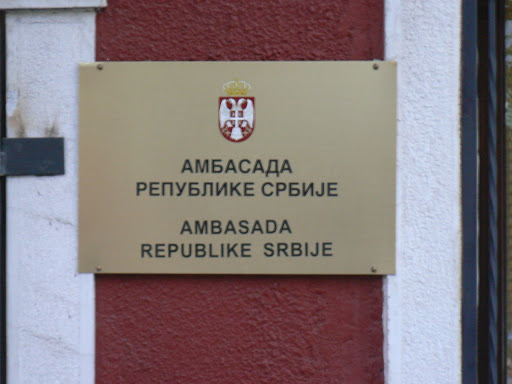 АМБАСАДА
РЕПУБЛИКЕ СРБИЈЕ
AMBASADA
REPUBLIKE SRBIJE